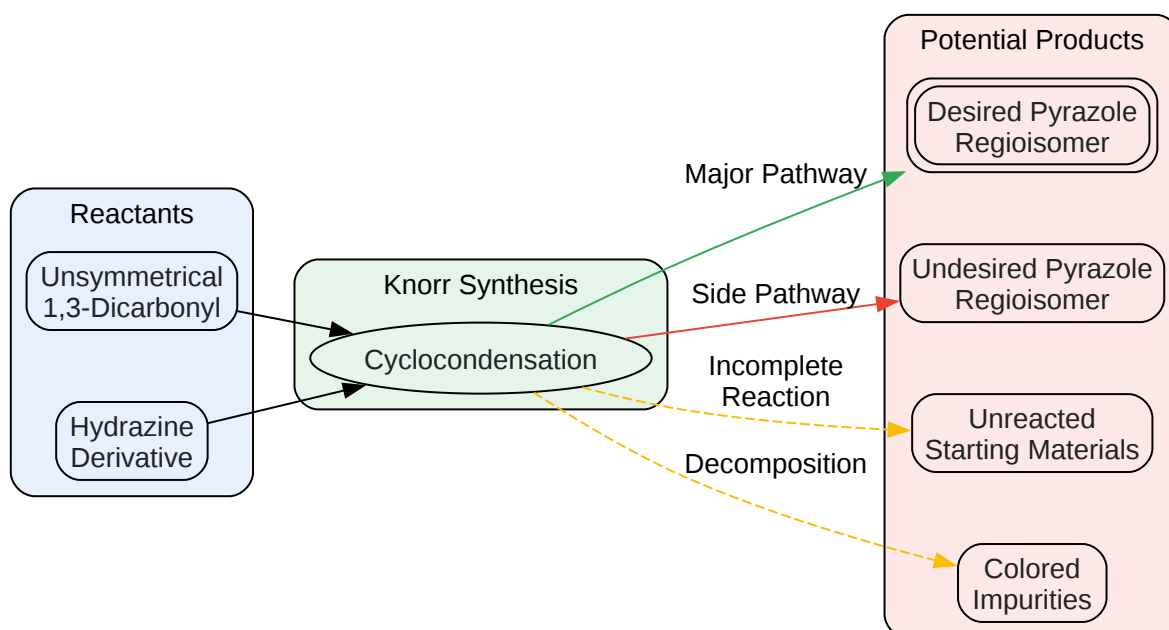 Reactants
Unsymmetrical
1,3-Dicarbonyl
Hydrazine
Derivative
Knorr Synthesis
Cyclocondensation
Major Pathway
Side Pathway
Incomplete
Reaction
Decomposition
Potential Products
Desired Pyrazole
Regioisomer
Undesired Pyrazole
Regioisomer
Unreacted
Starting Materials
Colored
Impurities